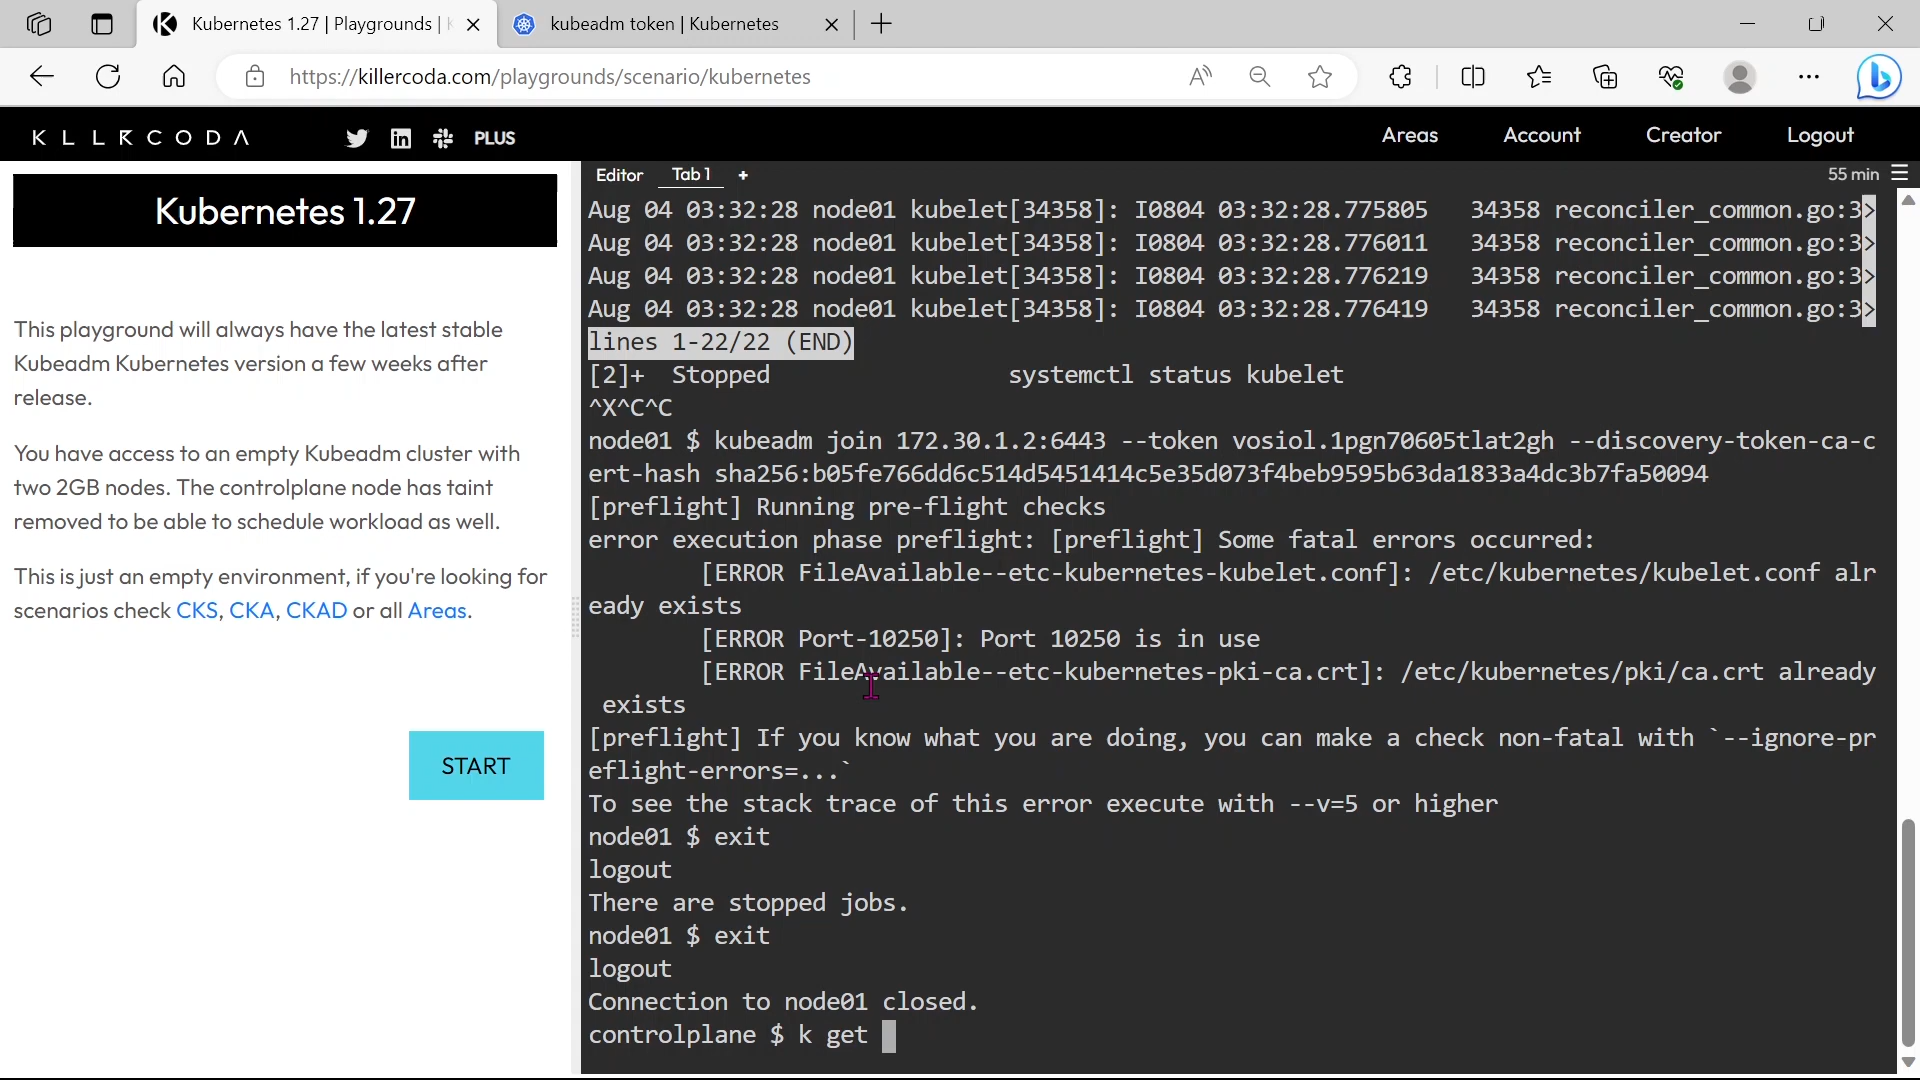 Kubernetes 1.27 | Playgrounds |
kubeadm token | Kubernetes
https://killercoda.com/playgrounds/scenario/kubernetes
KLLRCODA
PLUS
Areas
Account
Creator
Logout
Kubernetes 1.27
This playground will always have the latest stable
Kubeadm Kubernetes version a few weeks after
release.
You have access to an empty Kubeadm cluster with
two 2GB nodes. The controlplane node has taint
removed to be able to schedule workload as well.
This is just an empty environment, if you're looking for
scenarios check CKS, CKA, CKAD or all Areas.
START
Editor
Tab 1
+
55 min
Aug 04 03:32:28 node01 kubelet[34358]: I0804 03:32:28.775805   34358 reconciler_common.go:3>
Aug 04 03:32:28 node01 kubelet[34358]: I0804 03:32:28.776011   34358 reconciler_common.go:3>
Aug 04 03:32:28 node01 kubelet[34358]: I0804 03:32:28.776219   34358 reconciler_common.go:3>
Aug 04 03:32:28 node01 kubelet[34358]: I0804 03:32:28.776419   34358 reconciler_common.go:3>
lines 1-22/22 (END)
[2]+  Stopped                 systemctl status kubelet
^X^C^C
node01 $ kubeadm join 172.30.1.2:6443 --token vosiol.1pgn70605tlat2gh --discovery-token-ca-c
ert-hash sha256:b05fe766dd6c514d5451414c5e35d073f4beb9595b63da1833a4dc3b7fa50094
[preflight] Running pre-flight checks
error execution phase preflight: [preflight] Some fatal errors occurred:
        [ERROR FileAvailable--etc-kubernetes-kubelet.conf]: /etc/kubernetes/kubelet.conf alr
eady exists
        [ERROR Port-10250]: Port 10250 is in use
        [ERROR FileAvailable--etc-kubernetes-pki-ca.crt]: /etc/kubernetes/pki/ca.crt already
 exists
[preflight] If you know what you are doing, you can make a check non-fatal with `--ignore-pr
eflight-errors=...`
To see the stack trace of this error execute with --v=5 or higher
node01 $ exit
logout
There are stopped jobs.
node01 $ exit
logout
Connection to node01 closed.
controlplane $ k get